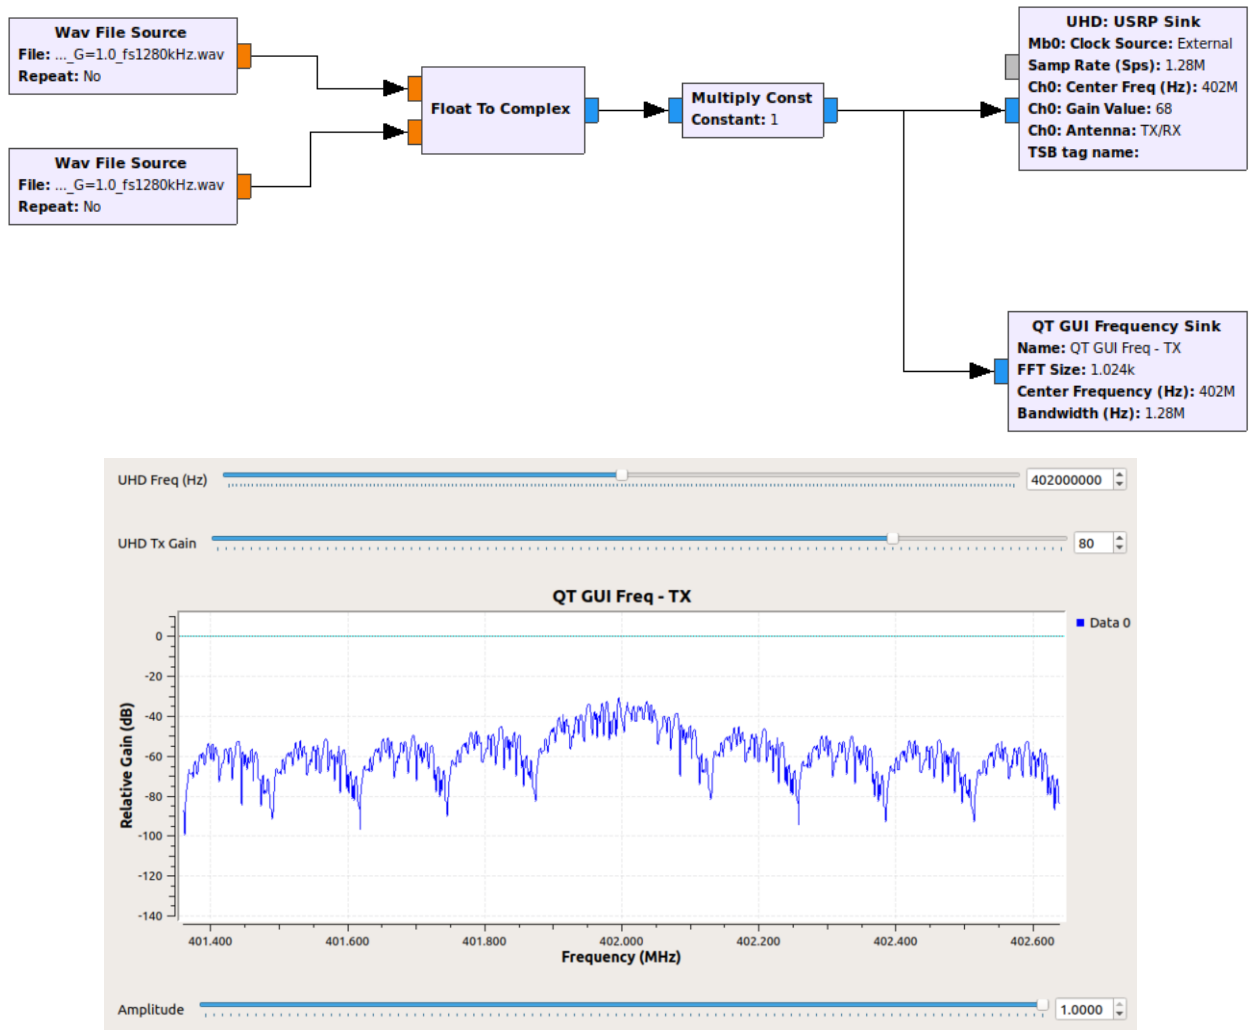 Wav File Source
File: ..._G=1.0_fs1280kHz.wav
Repeat: No
Wav File Source
File: ..._G=1.0_fs1280kHz.wav
Repeat: No
Float To Complex
Multiply Const
Constant: 1
UHD: USRP Sink
Mb0: Clock Source: External
Samp Rate (Sps): 1.28M
Ch0: Center Freq (Hz): 402M
Ch0: Gain Value: 68
Ch0: Antenna: TX/RX
TSB tag name:
QT GUI Frequency Sink
Name: QT GUI Freq - TX
FFT Size: 1.024k
Center Frequency (Hz): 402M
Bandwidth (Hz): 1.28M
UHD Freq (Hz) 402000000
UHD Tx Gain 80
QT GUI Freq - TX
Data 0
Relative Gain (dB)
0
-20
-40
-60
-80
-100
-120
-140
401.400 401.600 401.800 402.000 402.200 402.400 402.600
Frequency (MHz)
Amplitude 1.0000